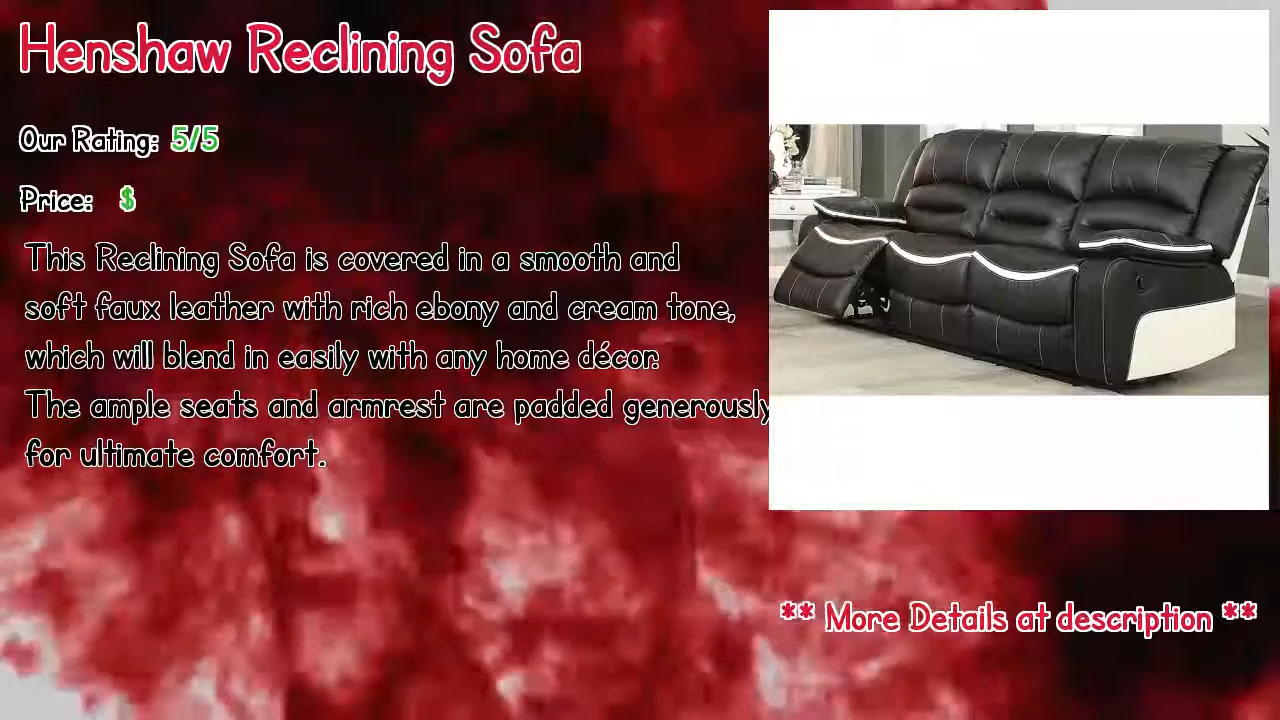 Henshaw Reclining Sofa
Our Rating: 5/5
Price: $
This Reclining Sofa is covered in a smooth and
soft faux leather with rich ebony and cream tone,
which will blend in easily with any home décor.
The ample seats and armrest are padded generously
for ultimate comfort.
** More Details at description **